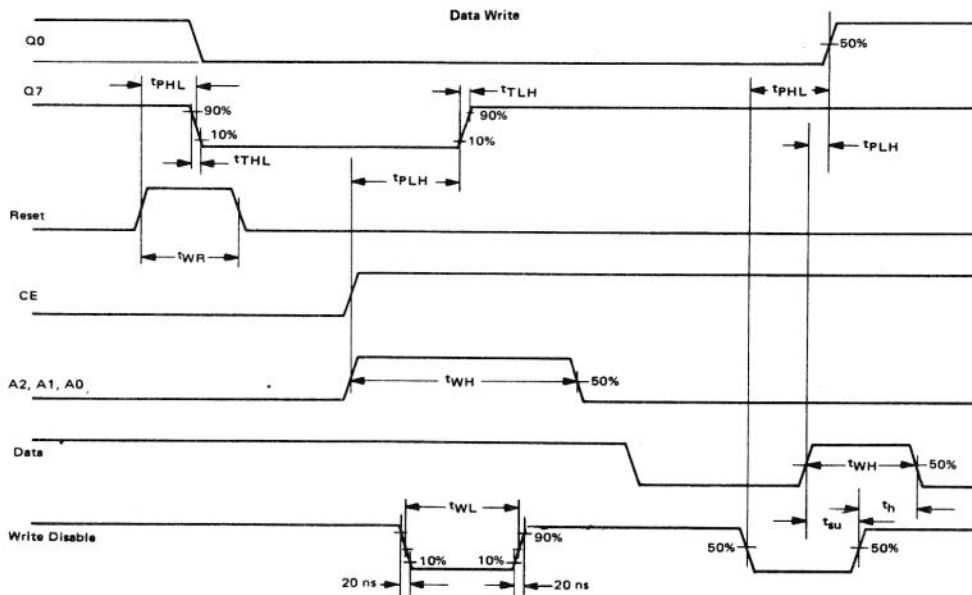 Data Write
Q0
50%
tPHL
tTLH
tPHL
Q7
90%
90%
10%
10%
tPLH
tTHL
tPLH
Reset
tWR
CE
tWH
A2, A1, A0
50%
Data
tWH
50%
tWL
th
tsu
Write Disable
90%
10%
10%
50%
50%
20 ns
20 ns